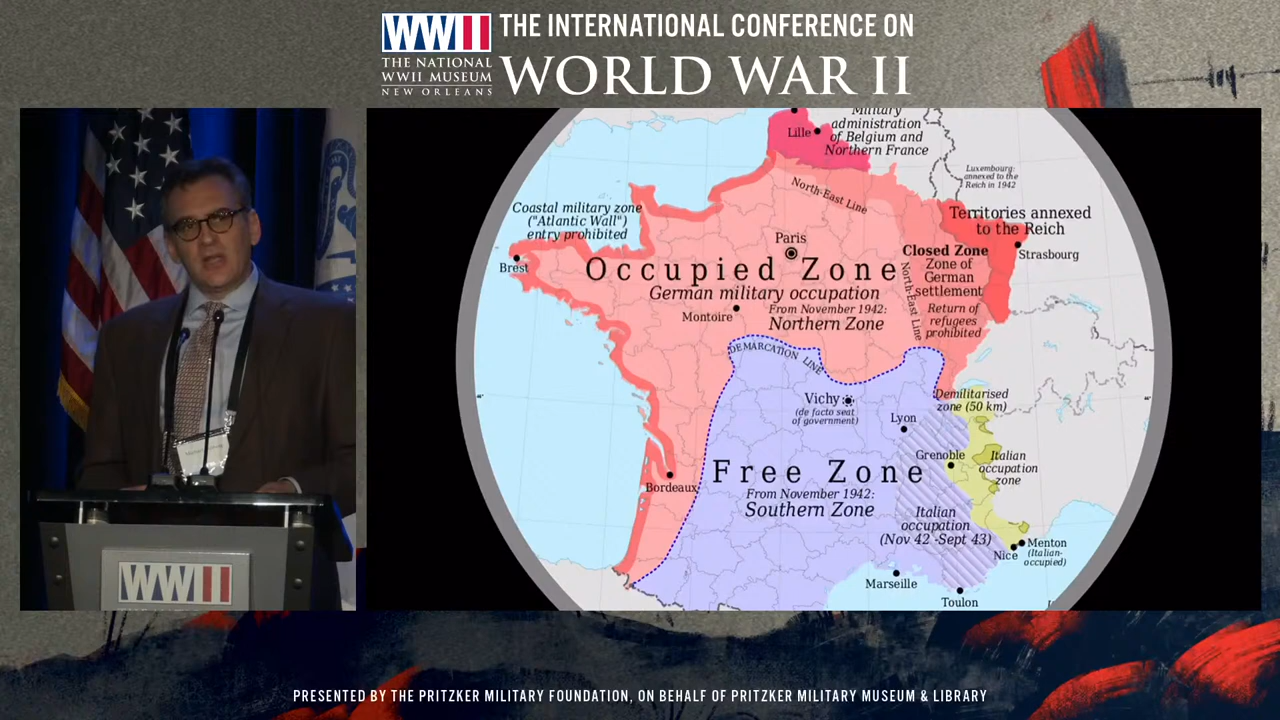 WWII
THE NATIONAL
WWII MUSEUM
NEW ORLEANS
THE INTERNATIONAL CONFERENCE ON
WORLD WAR II
Military
administration
of Belgium and
Northern France
Lille
Luxembourg:
annexed to the
Reich in 1942
North-East Line
Coastal military zone
("Atlantic Wall")
entry prohibited
Territories annexed
to the Reich
Strasbourg
Paris
Closed Zone
Zone of
German
settlement
Return of
refugees
prohibited
North-East Line
Brest
Occupied Zone
German military occupation
From November 1942:
Northern Zone
Montoire
DEMARCATION LINE
Vichy
(de facto seat
of government)
Demilitarised
zone (50 km)
Lyon
Grenoble
Italian
occupation
zone
Free Zone
From November 1942:
Southern Zone
Bordeaux
Italian
occupation
(Nov 42 -Sept 43)
Nice
Menton
(Italian-
occupied)
Marseille
Toulon
WWII
PRESENTED BY THE PRITZKER MILITARY FOUNDATION, ON BEHALF OF PRITZKER MILITARY MUSEUM & LIBRARY